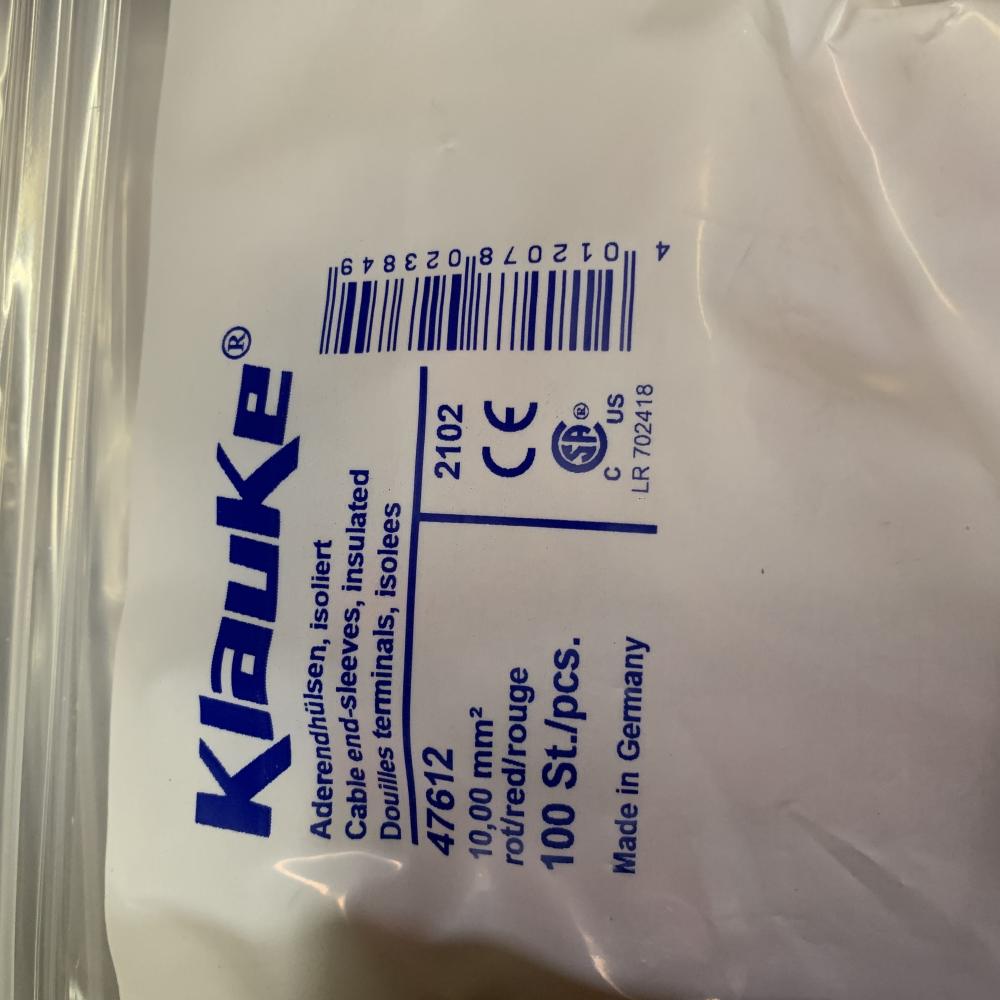 Klauke®
Aderendhülsen, isoliert
Cable end-sleeves, insulated
Douilles terminals, isolees
47612
10,00 mm²
rot/red/rouge
100 St./pcs.
Made in Germany
2102
CE
CSA®
C US
LR 702418
4 012078 023849